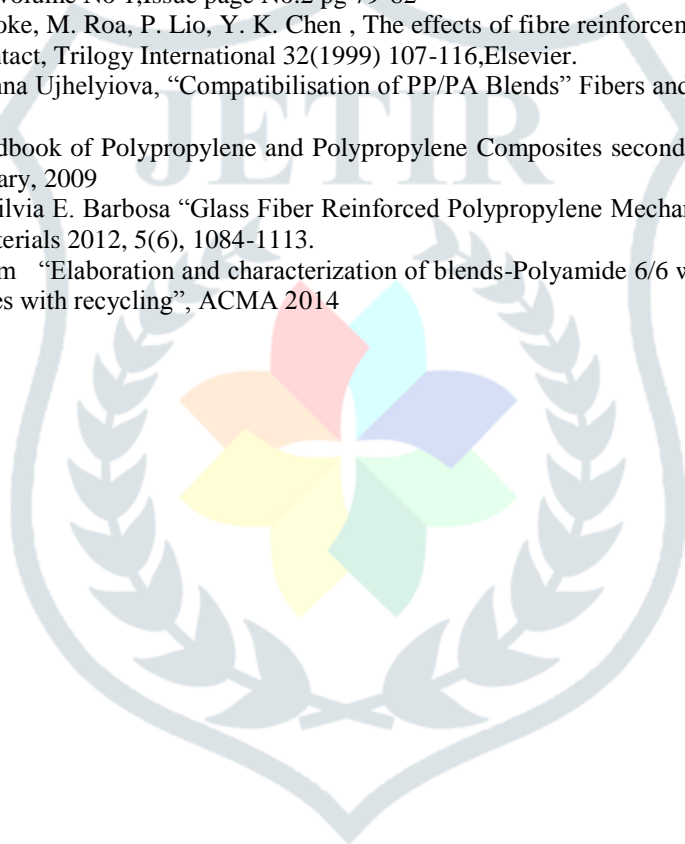 Volume No 1,Issue page No.2 pg 79-82
oke, M. Roa, P. Lio, Y. K. Chen , The effects of fibre reinforcem
ntact, Trilogy International 32(1999) 107-116,Elsevier.
nna Ujhelyiova, “Compatibilisation of PP/PA Blends” Fibers and
dbook of Polypropylene and Polypropylene Composites second
ary, 2009
ilvia E. Barbosa “Glass Fiber Reinforced Polypropylene Mechan
terials 2012, 5(6), 1084-1113.
m “Elaboration and characterization of blends-Polyamide 6/6 w
es with recycling”, ACMA 2014
JETIR